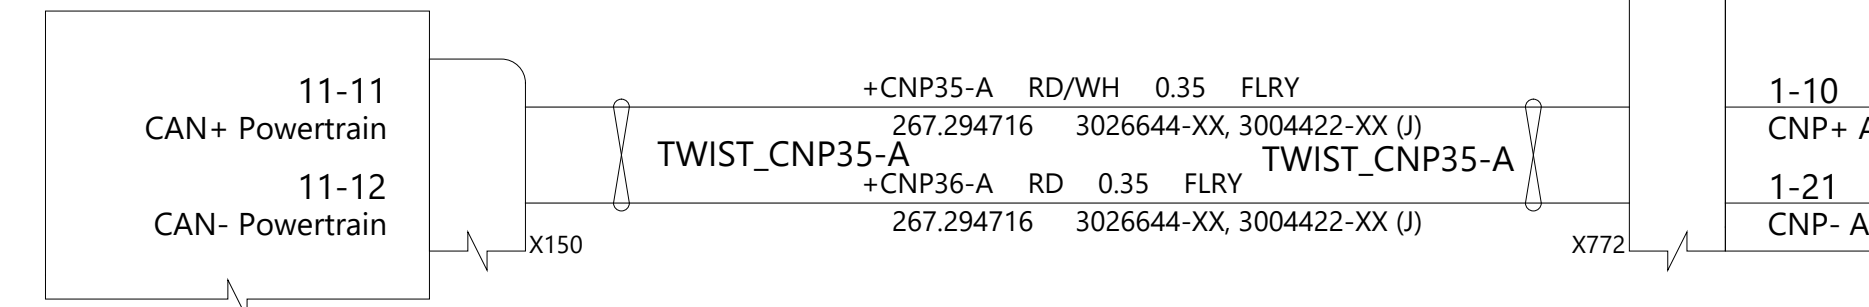 11-11
CAN+ Powertrain
11-12
CAN- Powertrain
X150
+CNP35-A RD/WH 0.35 FLRY
267.294716 3026644-XX, 3004422-XX (J)
TWIST_CNP35-A
TWIST_CNP35-A
+CNP36-A RD 0.35 FLRY
267.294716 3026644-XX, 3004422-XX (J)
X772
1-10
CNP+ A
1-21
CNP- A